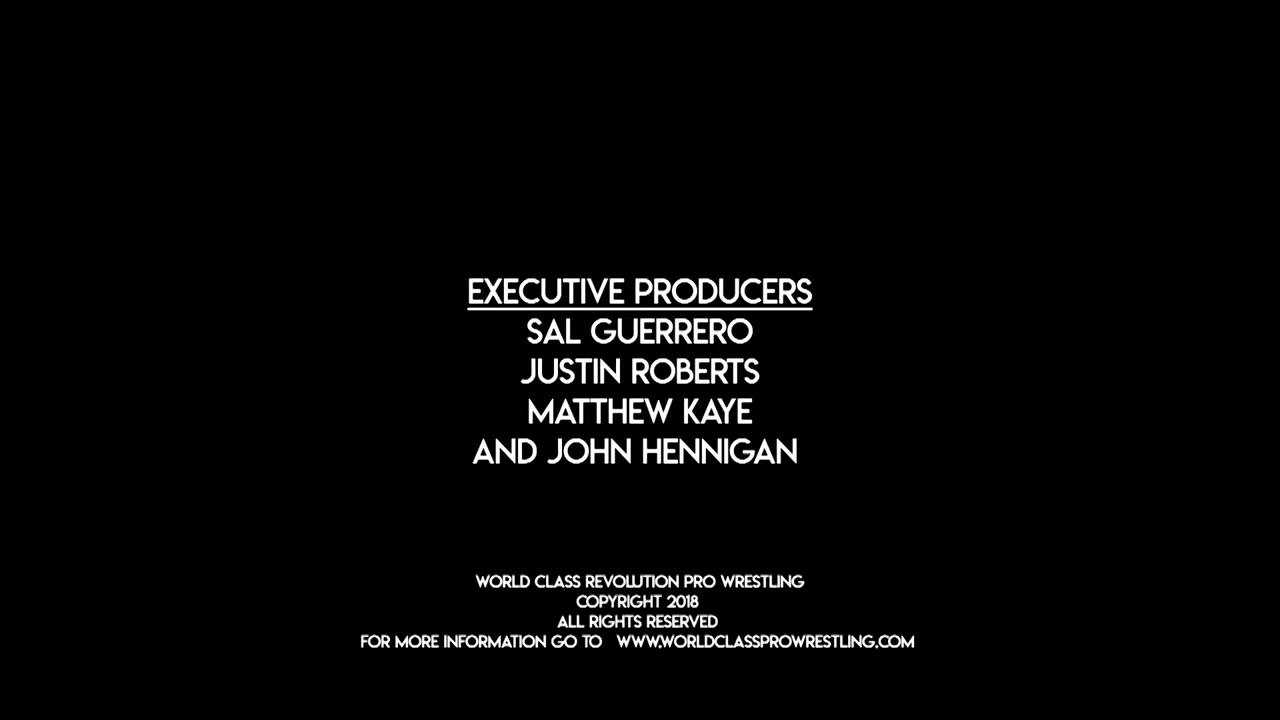 EXECUTIVE PRODUCERS
SAL GUERRERO
JUSTIN ROBERTS
MATTHEW KAYE
AND JOHN HENNIGAN
WORLD CLASS REVOLUTION PRO WRESTLING
COPYRIGHT 2018
ALL RIGHTS RESERVED
FOR MORE INFORMATION GO TO WWW.WORLDCLASSPROWRESTLING.COM